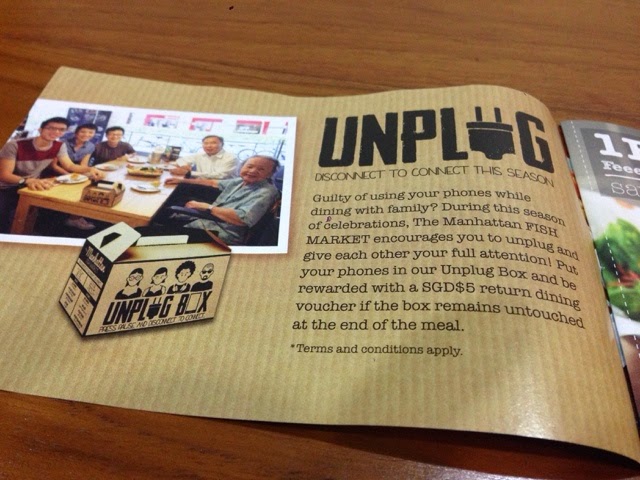 UNPLUG
DISCONNECT TO CONNECT THIS SEASON
Guilty of using your phones while
dining with family? During this season
of celebrations, The Manhattan FISH
MARKET encourages you to unplug and
give each other your full attention! Put
your phones in our Unplug Box and be
rewarded with a SGD$5 return dining
voucher if the box remains untouched
at the end of the meal.
*Terms and conditions apply.
Manhattan
UNPLUG BOX
PRESS PAUSE AND DISCONNECT TO CONNECT